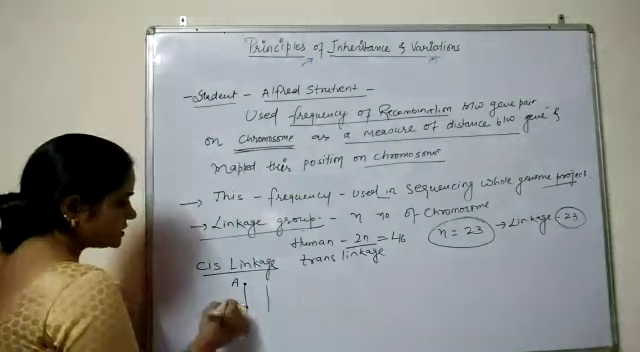 Principles of Inheritance & Variations
- Student - Alfred Strutvent -
Used frequency of Recombination b/w gene pair
on Chromosome as a measure of distance b/w gene &
mapped their position on chromosome
→ This - frequency - used in sequencing whole genome project.
→ Linkage group. - n no of Chromosome
Human - 2n = 46 n = 23 → Linkage - 23
Cis Linkage trans linkage
A